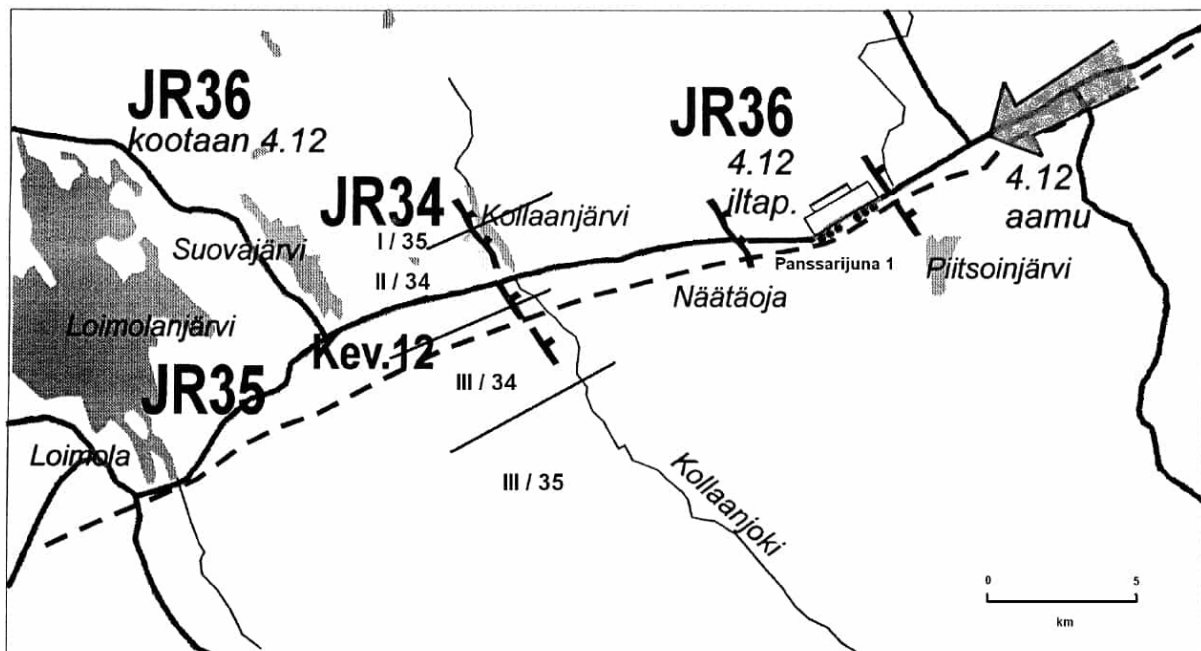 JR36
kootaan 4.12
JR36
4.12
iltap.
4.12
aamu
JR34
I / 35
II / 34
Kollaanjärvi
Suovajärvi
Panssarijuna 1
Piitsoinjärvi
Näätäoja
Loimolanjärvi
Kev.12
JR35
III / 34
Loimola
III / 35
Kollaanjoki
0 5
km